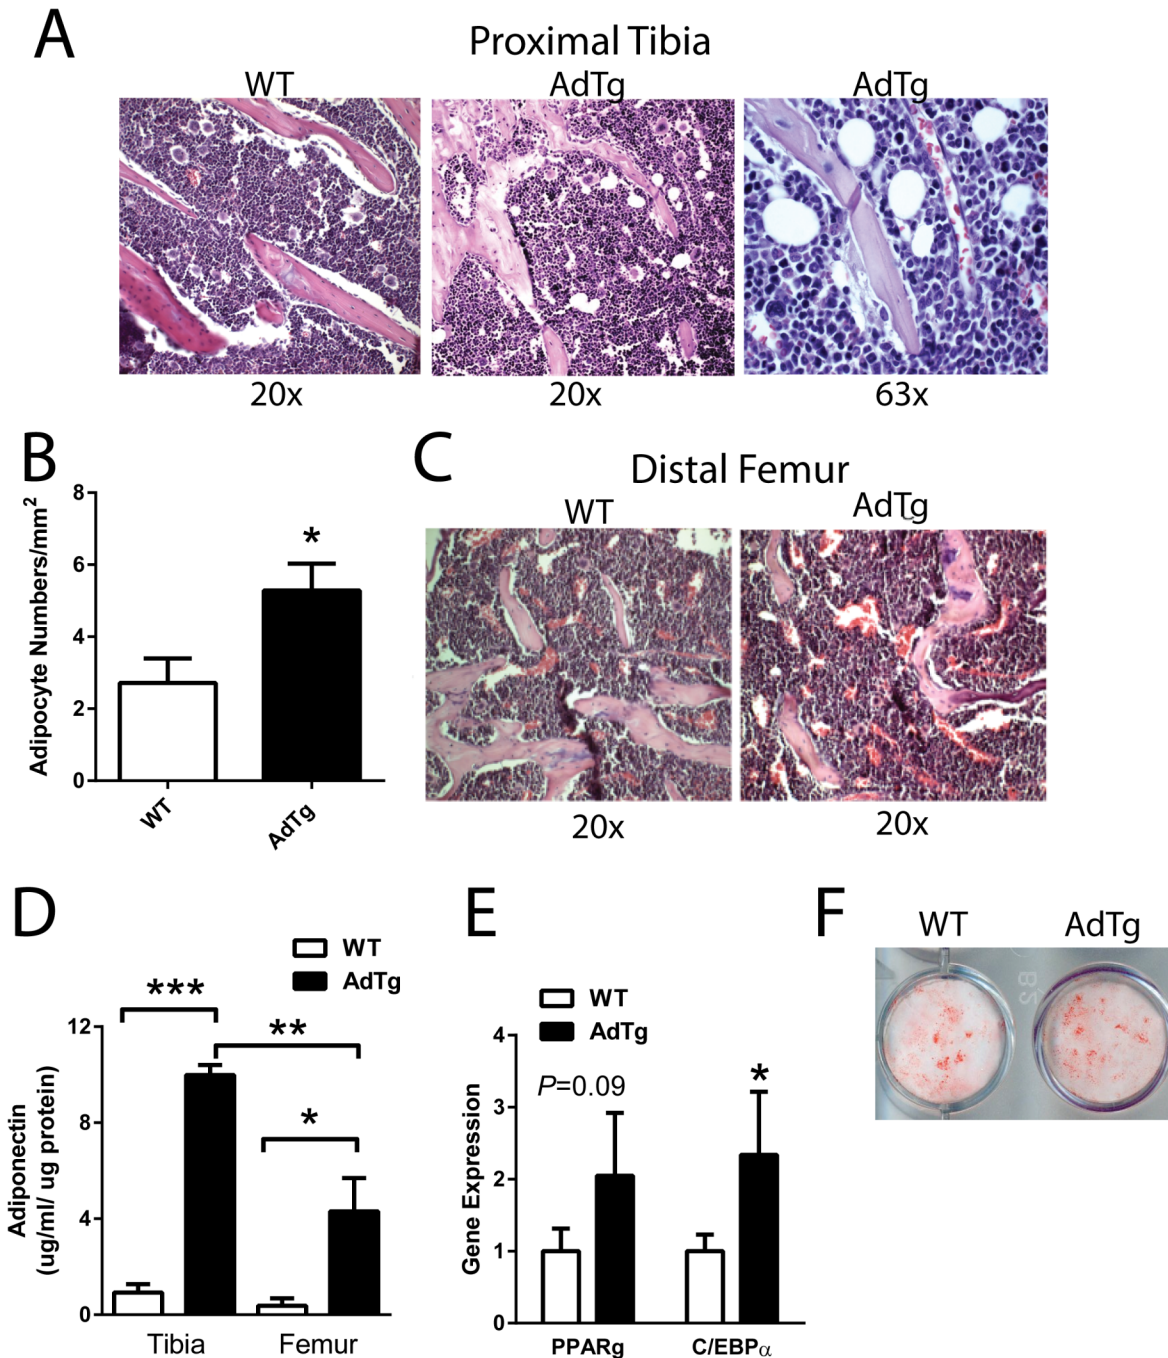 A
Proximal Tibia
WT
AdTg
AdTg
20x
20x
63x
B
Adipocyte Numbers/mm²
8
6
4
2
0
*
WT
AdTg
C
Distal Femur
WT
AdTg
20x
20x
D
WT
AdTg
***
**
*
Adiponectin
(ug/ml/ ug protein)
12
8
4
0
Tibia
Femur
E
WT
AdTg
P=0.09
*
Gene Expression
4
3
2
1
0
PPARg
C/EBPα
F
WT
AdTg
B2